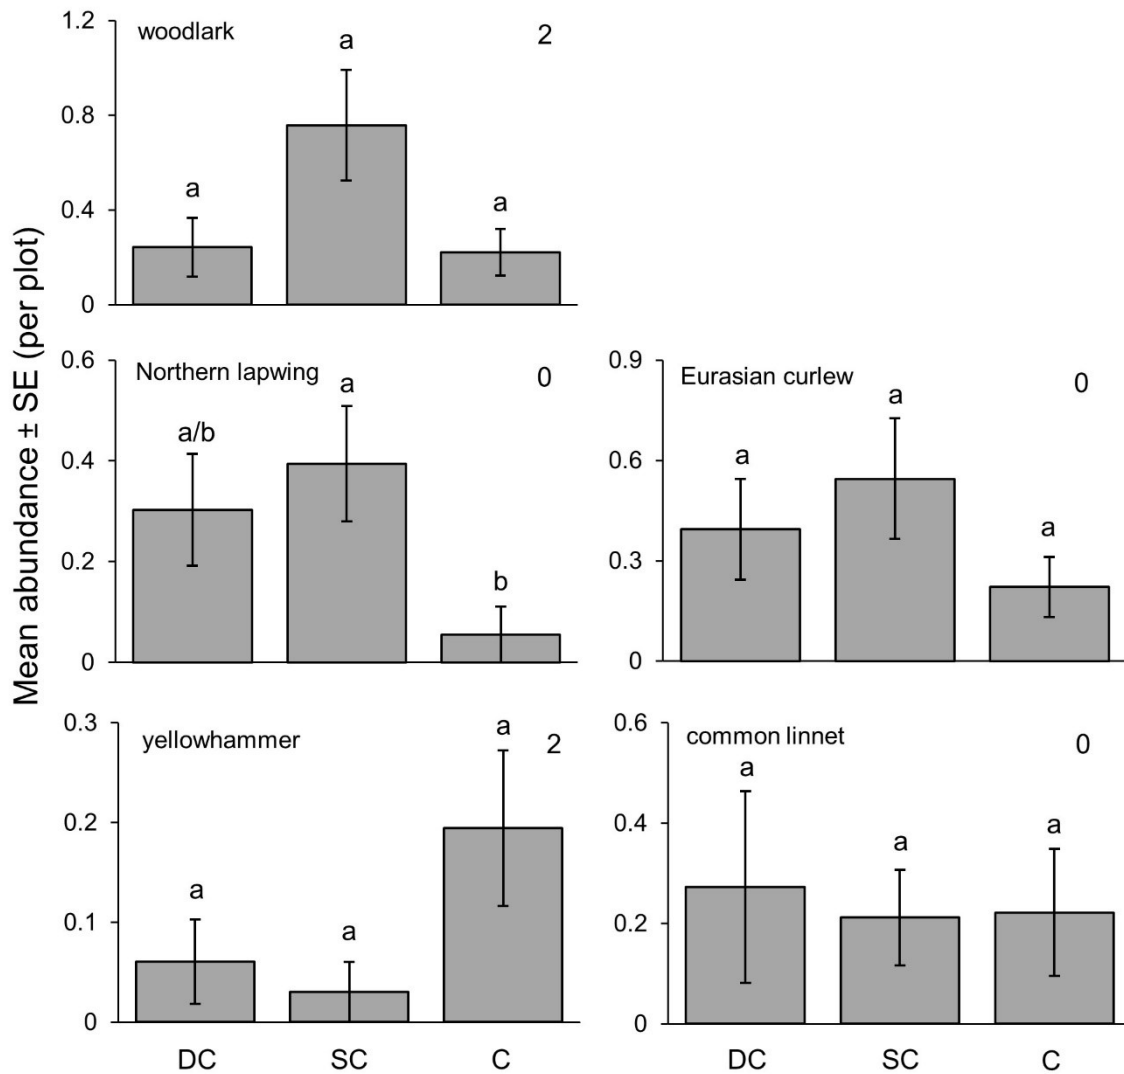 Mean abundance ± SE (per plot)
woodlark
2
1.2
0.8
0.4
0
a
a
a
Northern lapwing
0
0.6
0.4
0.2
0
a/b
a
b
Eurasian curlew
0
0.9
0.6
0.3
0
a
a
a
yellowhammer
2
0.3
0.2
0.1
0
a
a
a
DC SC C
common linnet
0
0.6
0.4
0.2
0
a
a
a
DC SC C